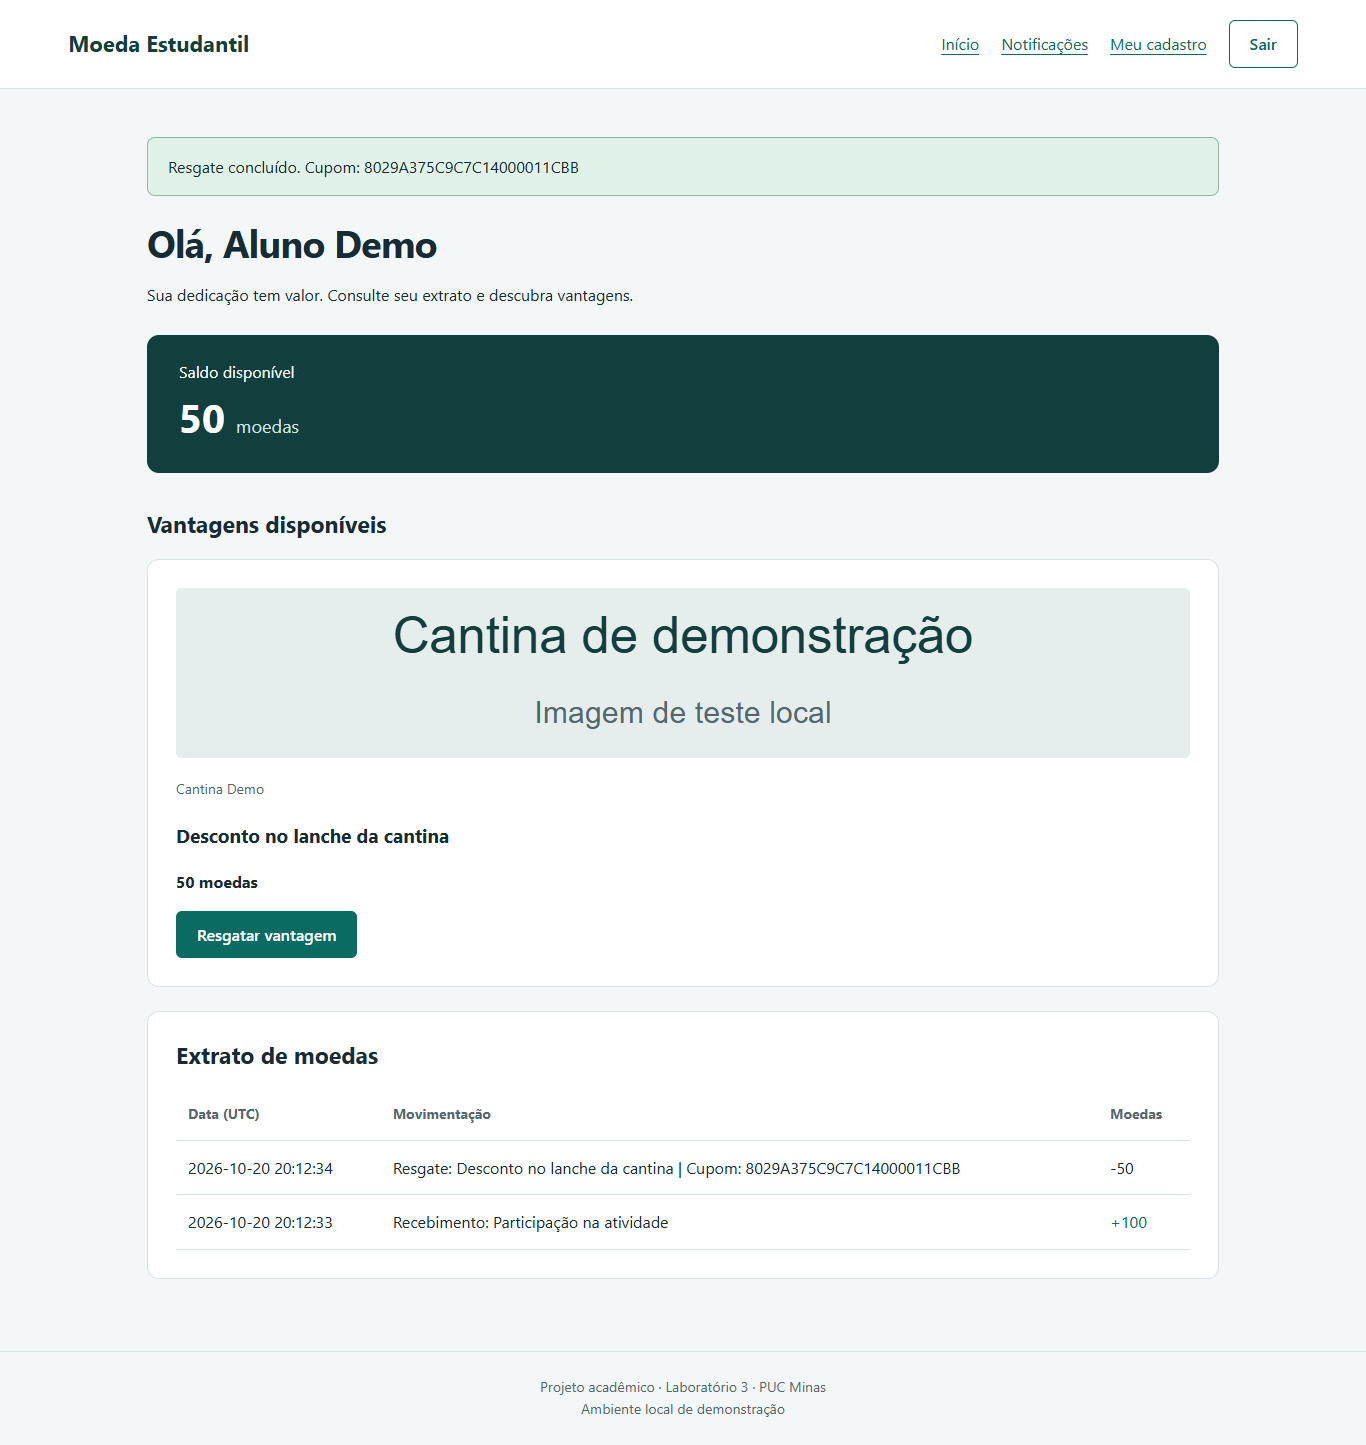 Moeda Estudantil
Início Notificações Meu cadastro Sair
Resgate concluído. Cupom: 8029A375C9C7C14000011CBB
Olá, Aluno Demo
Sua dedicação tem valor. Consulte seu extrato e descubra vantagens.
Saldo disponível
50 moedas
Vantagens disponíveis
Cantina de demonstração
Imagem de teste local
Cantina Demo
Desconto no lanche da cantina
50 moedas
Resgatar vantagem
Extrato de moedas
Data (UTC) Movimentação Moedas
2026-10-20 20:12:34 Resgate: Desconto no lanche da cantina | Cupom: 8029A375C9C7C14000011CBB -50
2026-10-20 20:12:33 Recebimento: Participação na atividade +100
Projeto acadêmico · Laboratório 3 · PUC Minas
Ambiente local de demonstração